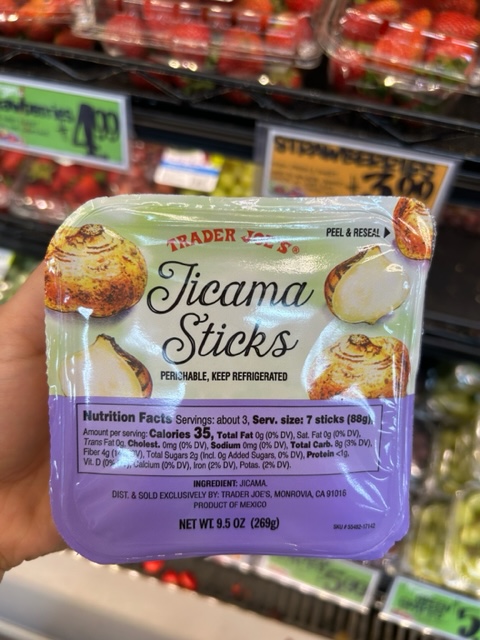 4.99
STRAWBERRIES
3.99
TRADER JOE'S®
PEEL & RESEAL
Jicama
Sticks
PERISHABLE, KEEP REFRIGERATED
Nutrition Facts Servings: about 3, Serv. size: 7 sticks (88g),
Amount per serving: Calories 35, Total Fat 0g (0% DV), Sat. Fat 0g (0% DV),
Trans Fat 0g, Cholest. 0mg (0% DV), Sodium 0mg (0% DV), Total Carb. 8g (3% DV),
Fiber 4g (14% DV), Total Sugars 2g (Incl. 0g Added Sugars, 0% DV), Protein <1g,
Vit. D (0% DV), Calcium (0% DV), Iron (2% DV), Potas. (2% DV).
INGREDIENT: JICAMA.
DIST. & SOLD EXCLUSIVELY BY: TRADER JOE'S, MONROVIA, CA 91016
PRODUCT OF MEXICO
NET WT. 9.5 OZ (269g)